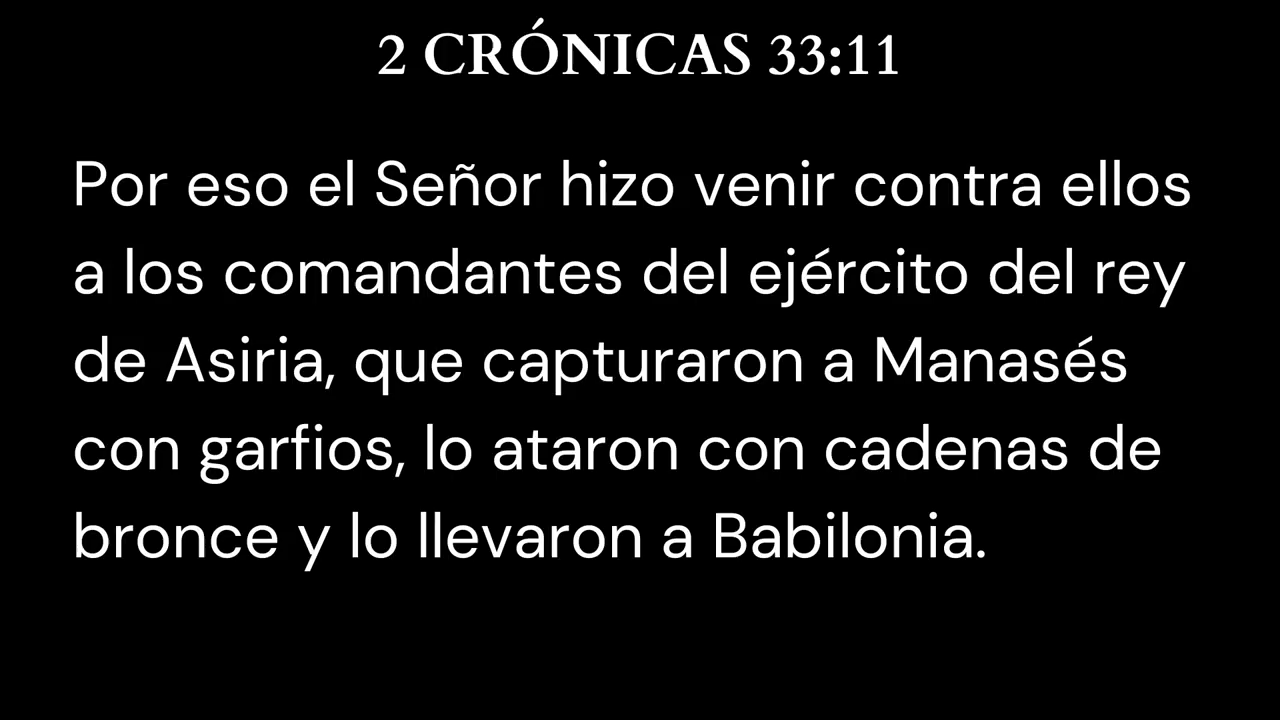 2 CRÓNICAS 33:11
Por eso el Señor hizo venir contra ellos
a los comandantes del ejército del rey
de Asiria, que capturaron a Manasés
con garfios, lo ataron con cadenas de
bronce y lo llevaron a Babilonia.